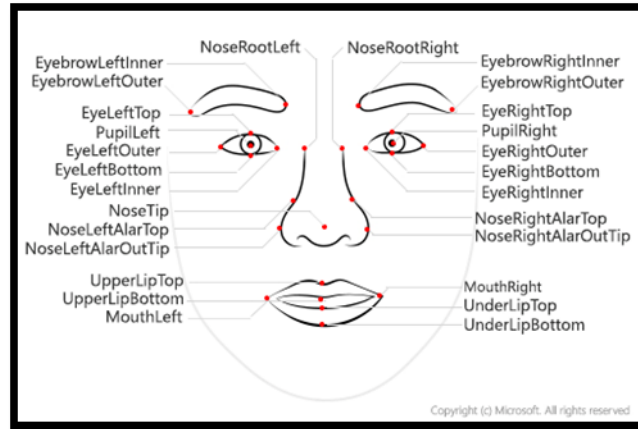 NoseRootLeft
NoseRootRight
EyebrowLeftInner
EyebrowLeftOuter
EyebrowRightInner
EyebrowRightOuter
EyeLeftTop
PupilLeft
EyeLeftOuter
EyeLeftBottom
EyeLeftInner
EyeRightTop
PupilRight
EyeRightOuter
EyeRightBottom
EyeRightInner
NoseTip
NoseLeftAlarTop
NoseLeftAlarOutTip
NoseRightAlarTop
NoseRightAlarOutTip
UpperLipTop
UpperLipBottom
MouthLeft
MouthRight
UnderLipTop
UnderLipBottom
Copyright (c) Microsoft. All rights reserved